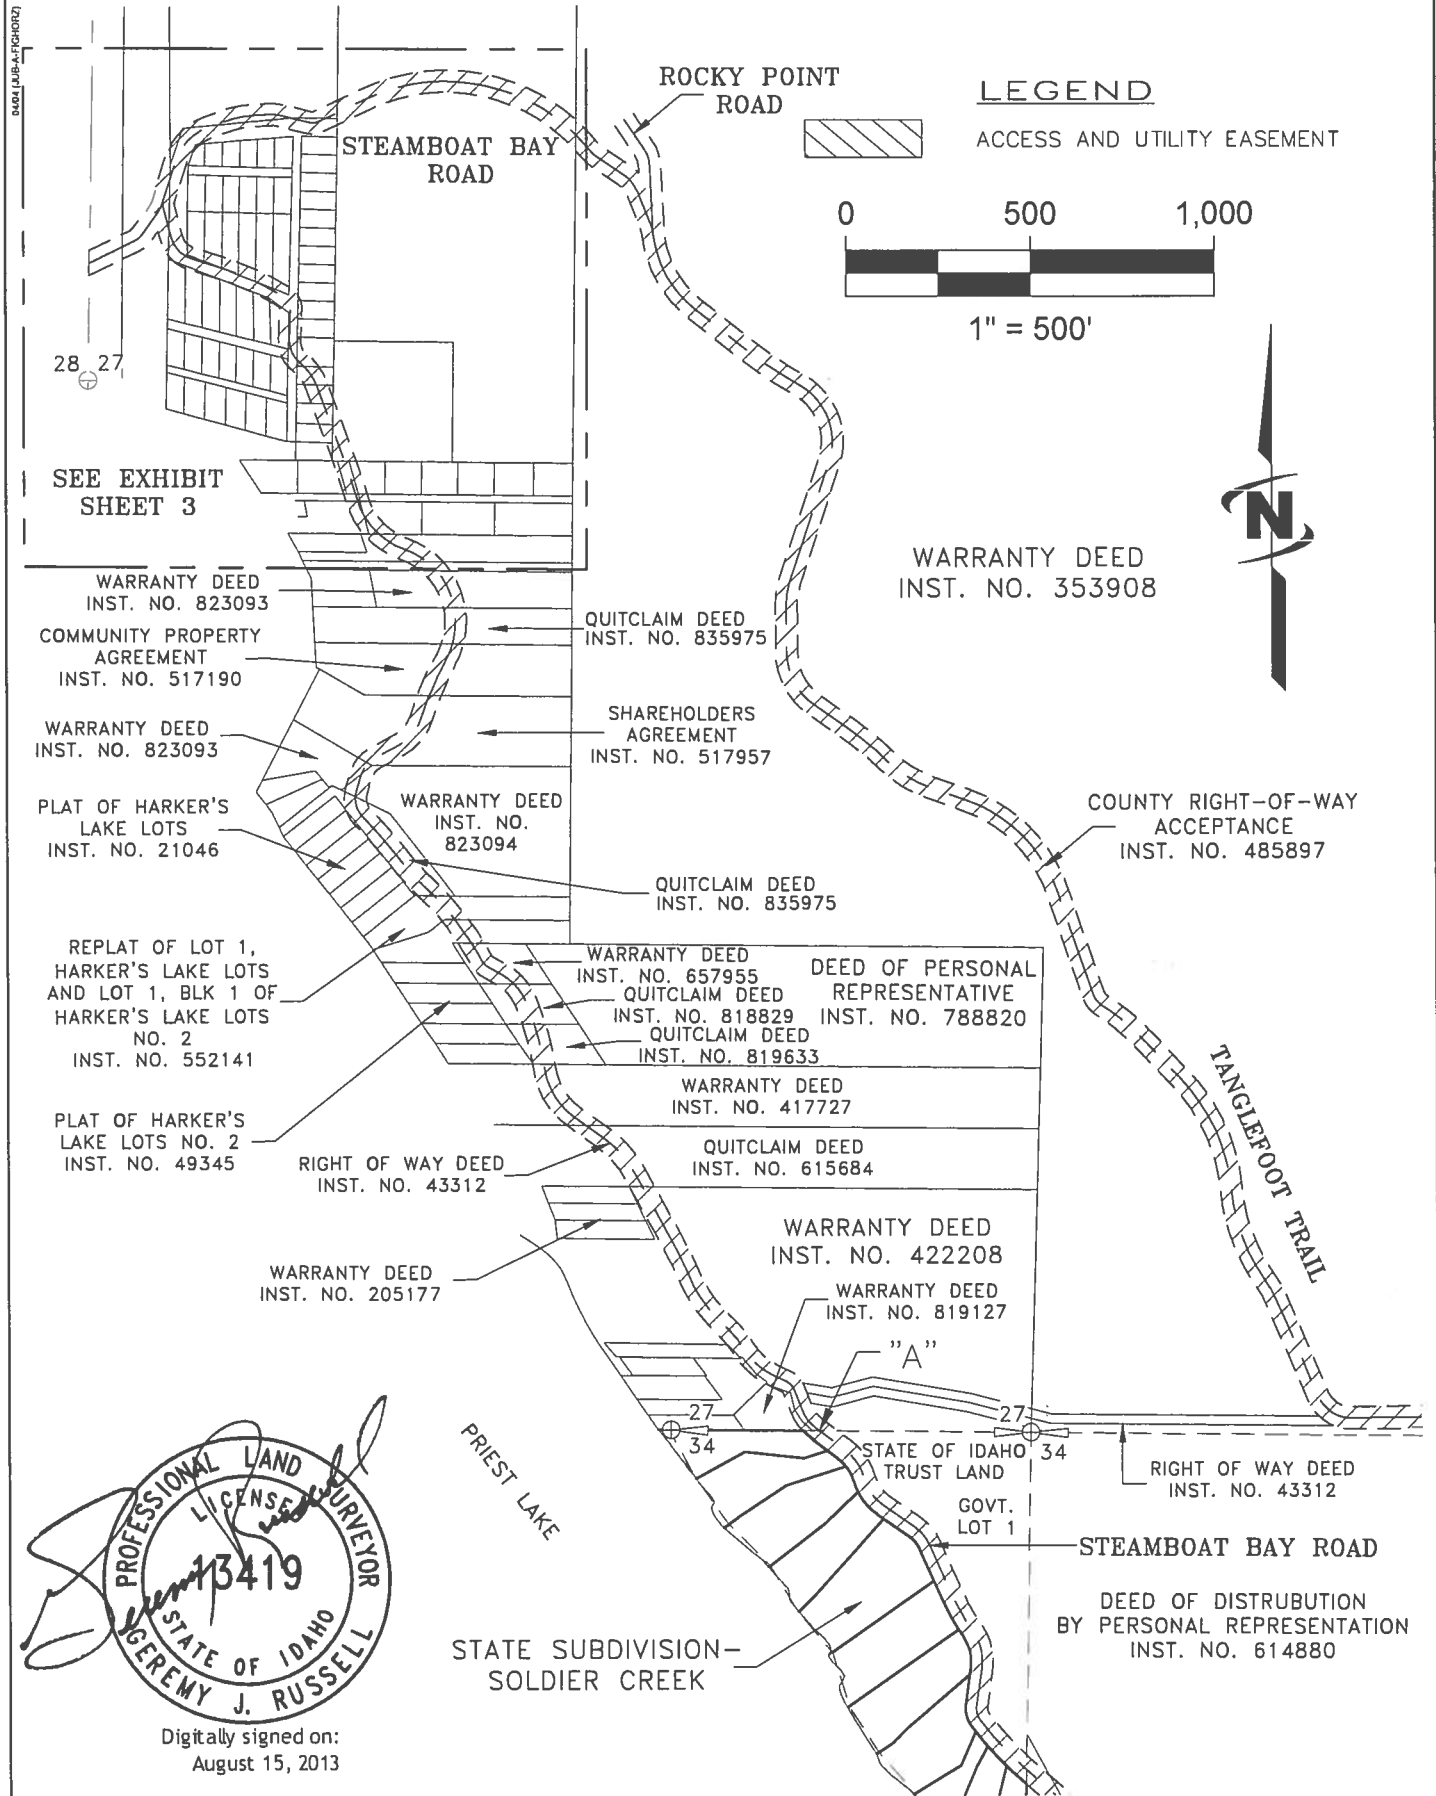 04/04 (JUB-A-FIGHORZ)
ROCKY POINT
ROAD
LEGEND
ACCESS AND UTILITY EASEMENT
STEAMBOAT BAY
ROAD
0 500 1,000
1" = 500'
28 27
SEE EXHIBIT
SHEET 3
N
WARRANTY DEED
INST. NO. 353908
WARRANTY DEED
INST. NO. 823093
QUITCLAIM DEED
INST. NO. 835975
COMMUNITY PROPERTY
AGREEMENT
INST. NO. 517190
SHAREHOLDERS
AGREEMENT
INST. NO. 517957
WARRANTY DEED
INST. NO. 823093
PLAT OF HARKER'S
LAKE LOTS
INST. NO. 21046
WARRANTY DEED
INST. NO.
823094
COUNTY RIGHT-OF-WAY
ACCEPTANCE
INST. NO. 485897
QUITCLAIM DEED
INST. NO. 835975
REPLAT OF LOT 1,
HARKER'S LAKE LOTS
AND LOT 1, BLK 1 OF
HARKER'S LAKE LOTS
NO. 2
INST. NO. 552141
WARRANTY DEED
INST. NO. 657955
QUITCLAIM DEED
INST. NO. 818829
QUITCLAIM DEED
INST. NO. 819633
DEED OF PERSONAL
REPRESENTATIVE
INST. NO. 788820
WARRANTY DEED
INST. NO. 417727
PLAT OF HARKER'S
LAKE LOTS NO. 2
INST. NO. 49345
RIGHT OF WAY DEED
INST. NO. 43312
QUITCLAIM DEED
INST. NO. 615684
TANGLEFOOT TRAIL
WARRANTY DEED
INST. NO. 422208
WARRANTY DEED
INST. NO. 205177
WARRANTY DEED
INST. NO. 819127
"A"
27
34
27
34
STATE OF IDAHO
TRUST LAND
GOVT.
LOT 1
RIGHT OF WAY DEED
INST. NO. 43312
PRIEST LAKE
STEAMBOAT BAY ROAD
DEED OF DISTRUBUTION
BY PERSONAL REPRESENTATION
INST. NO. 614880
STATE SUBDIVISION-
SOLDIER CREEK
PROFESSIONAL LAND SURVEYOR
LICENSED
13419
STATE OF IDAHO
GEREMY J. RUSSELL
Digitally signed on:
August 15, 2013